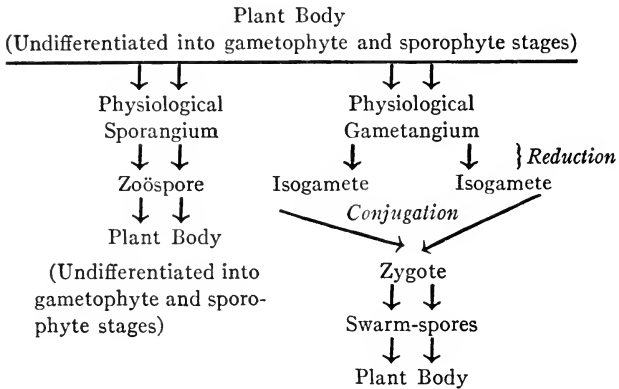 Plant Body
(Undifferentiated into gametophyte and sporophyte stages)
Physiological
Sporangium
Physiological
Gametangium
} Reduction
Zoöspore
Isogamete
Isogamete
Conjugation
Plant Body
(Undifferentiated into
gametophyte and sporo-
phyte stages)
Zygote
Swarm-spores
Plant Body